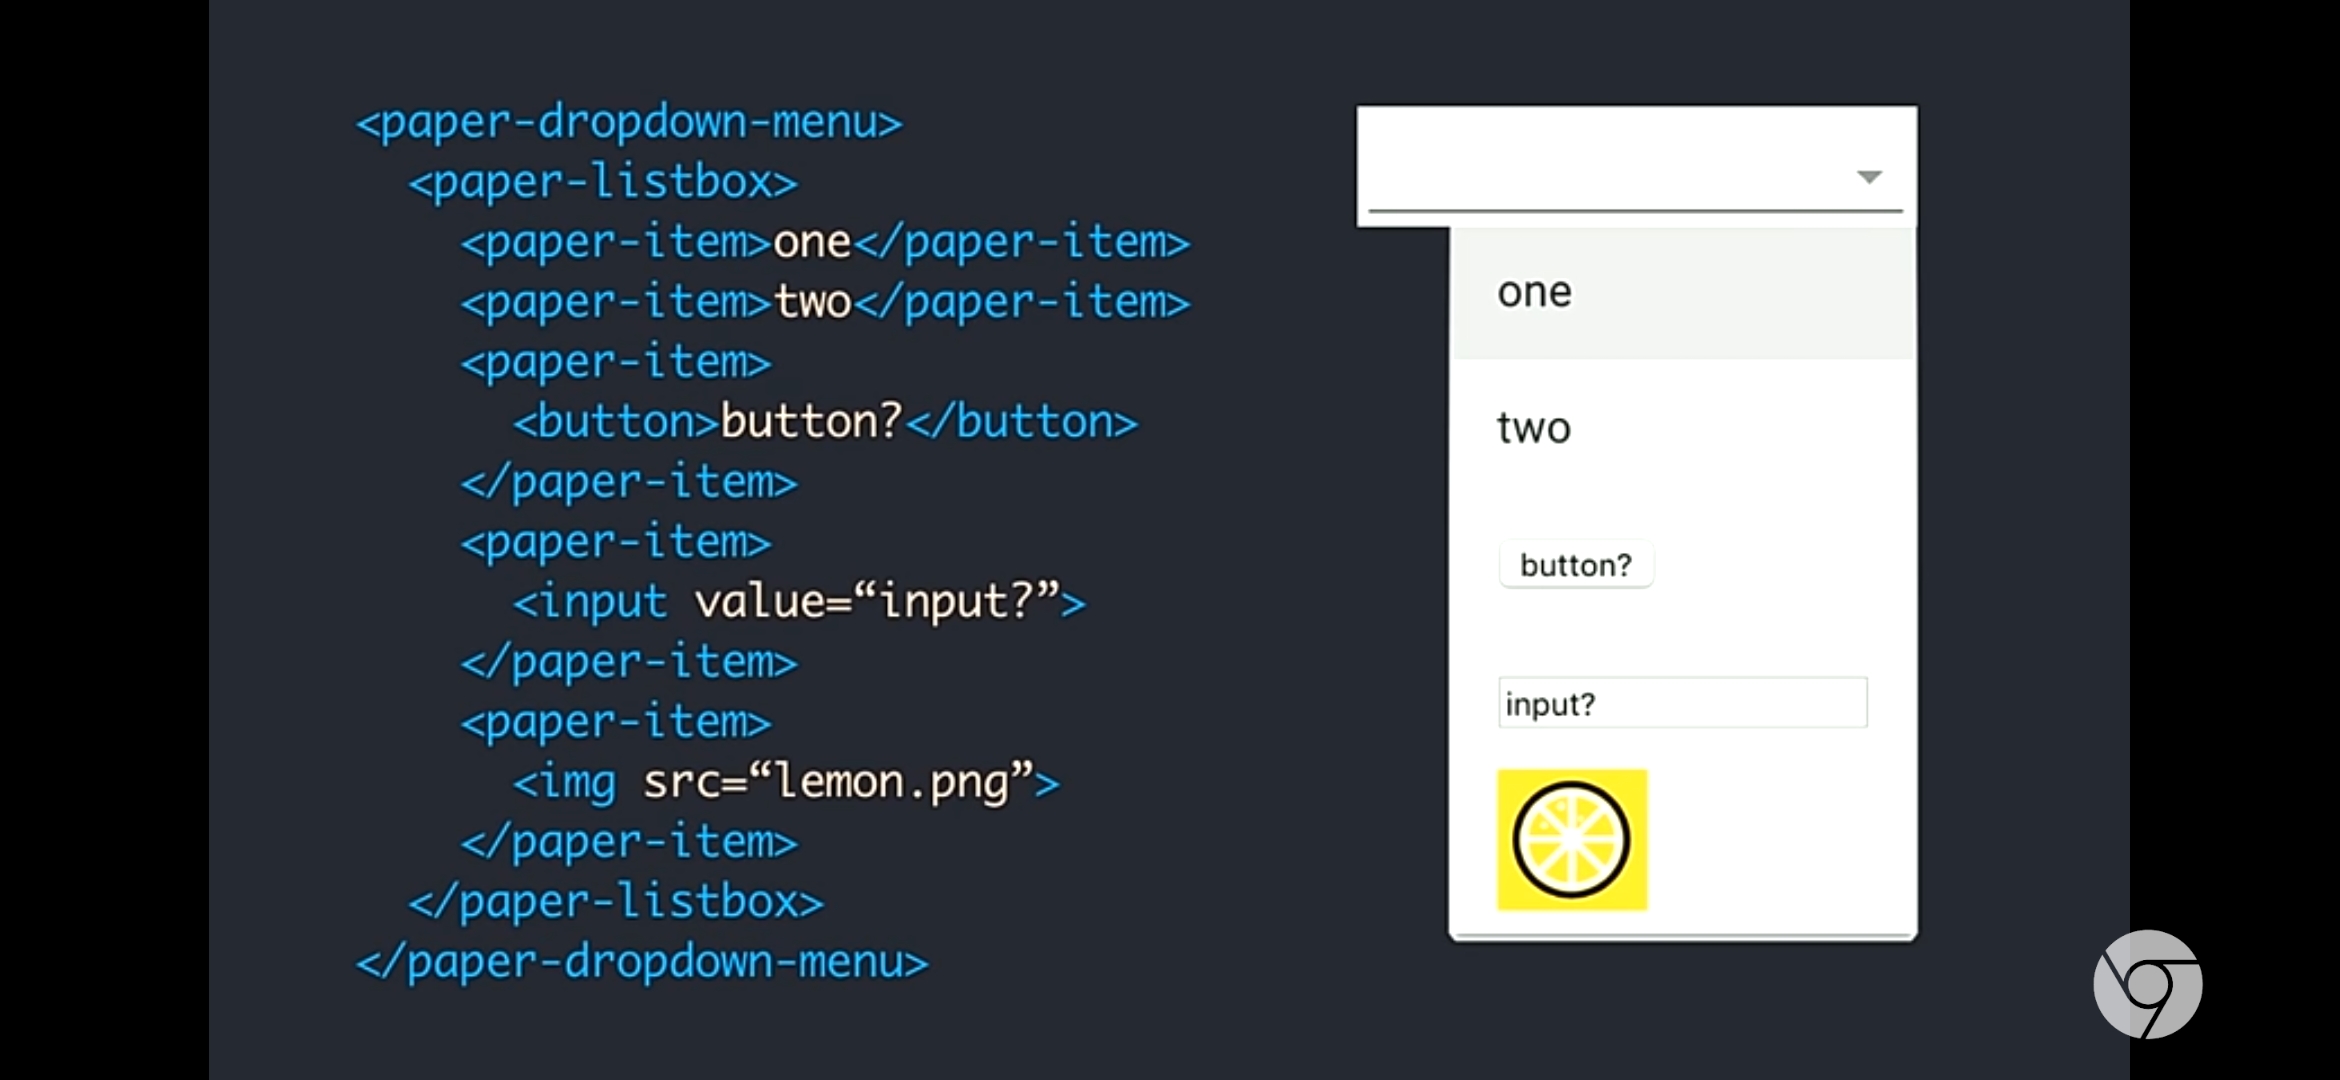 <paper-dropdown-menu>
<paper-listbox>
<paper-item>one</paper-item>
<paper-item>two</paper-item>
<paper-item>
<button>button?</button>
</paper-item>
<paper-item>
<input value=“input?”>
</paper-item>
<paper-item>
<img src=“lemon.png”>
</paper-item>
</paper-listbox>
</paper-dropdown-menu>
one
two
button?
input?